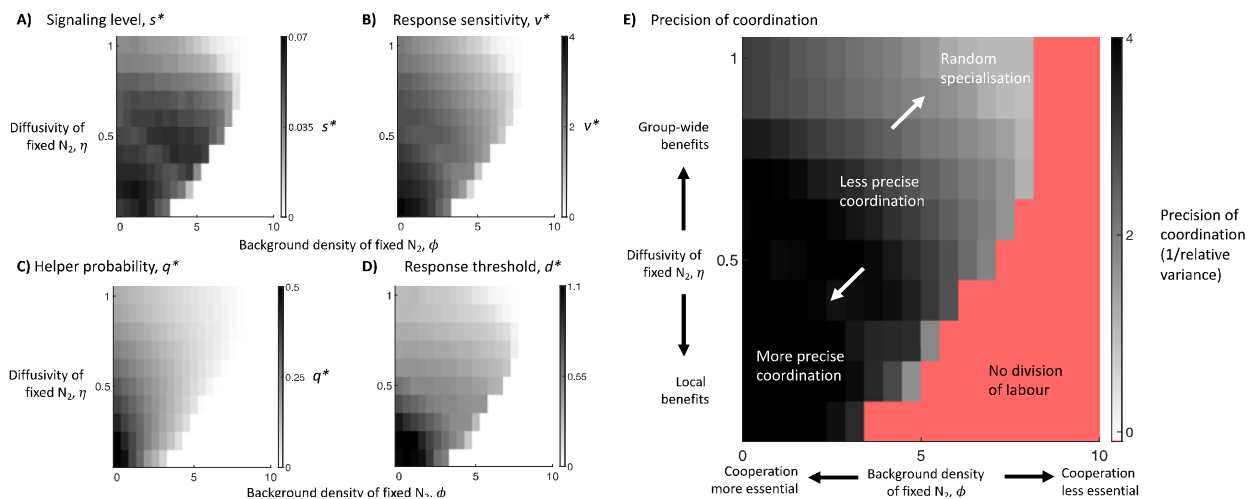 A) Signaling level, s*
1
0.5
0
5
10
0.07
0.035
0
s*
Diffusivity of
fixed N₂, η
B) Response sensitivity, v*
1
0.5
0
5
10
4
2
0
v*
Background density of fixed N₂, ϕ
C) Helper probability, q*
1
0.5
0
5
10
0.5
0.25
0
q*
Diffusivity of
fixed N₂, η
D) Response threshold, d*
1
0.5
0
5
10
1.1
0.55
0
Background density of fixed N₂, ϕ
E) Precision of coordination
1
0.5
Group-wide
benefits
Diffusivity of
fixed N₂, η
Local
benefits
Random
specialisation
Less precise
coordination
More precise
coordination
No division
of labour
0
5
10
4
2
0
Precision of
coordination
(1/relative
variance)
Cooperation
more essential
Background density
of fixed N₂, ϕ
Cooperation
less essential